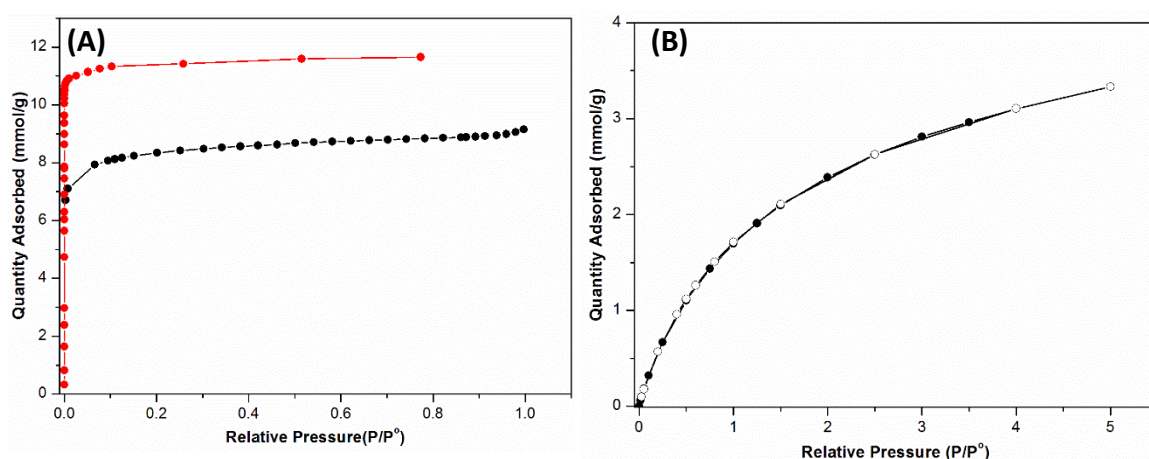 (A)
Quantity Adsorbed (mmol/g)
12
10
8
6
4
2
0
0.0 0.2 0.4 0.6 0.8 1.0
Relative Pressure(P/Pº)
(B)
Quantity Adsorbed (mmol/g)
4
3
2
1
0
0 1 2 3 4 5
Relative Pressure (P/Pº)